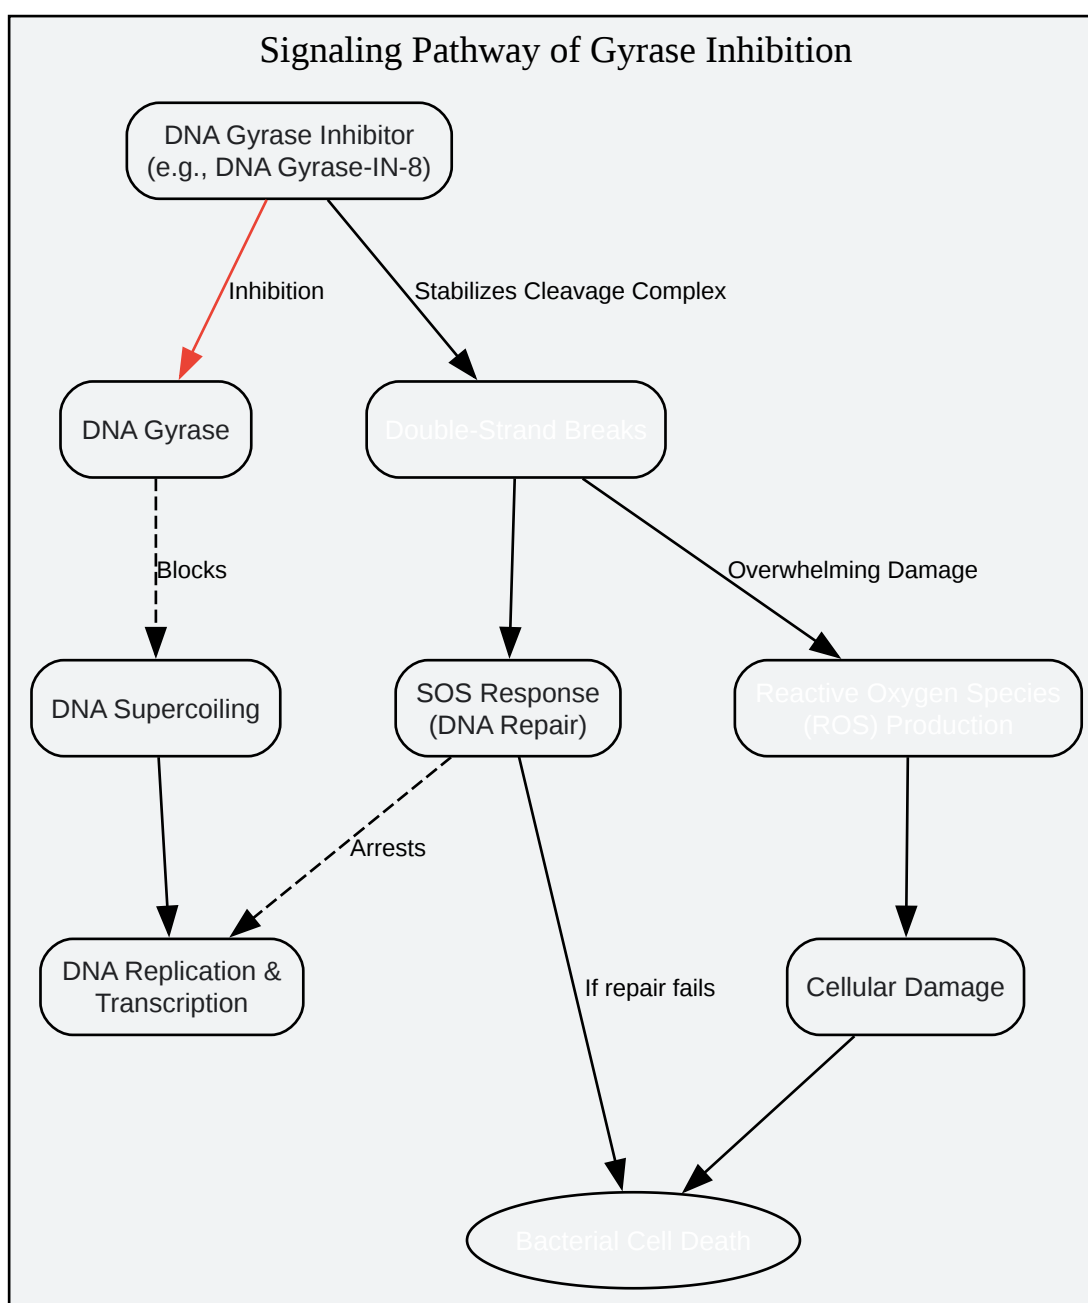 Signaling Pathway of Gyrase Inhibition
DNA Gyrase Inhibitor
(e.g., DNA Gyrase-IN-8)
Inhibition
Stabilizes Cleavage Complex
DNA Gyrase
Double-Strand Breaks
Blocks
Overwhelming Damage
DNA Supercoiling
SOS Response
(DNA Repair)
Reactive Oxygen Species
(ROS) Production
Arrests
DNA Replication &
Transcription
If repair fails
Cellular Damage
Bacterial Cell Death